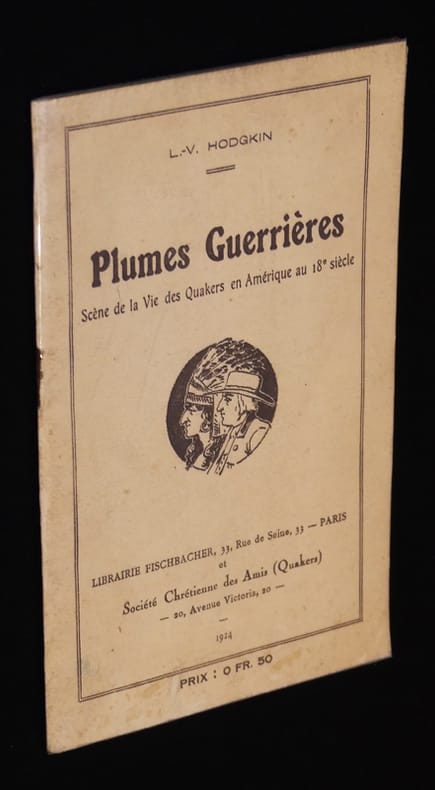 L.-V. HODGKIN
Plumes Guerrières
Scène de la Vie des Quakers en Amérique au 18e siècle
LIBRAIRIE FISCHBACHER, 33, Rue de Seine, 33 — PARIS
et
Société Chrétienne des Amis (Quakers)
— 20, Avenue Victoria, 20 —
1924
PRIX : 0 FR. 50